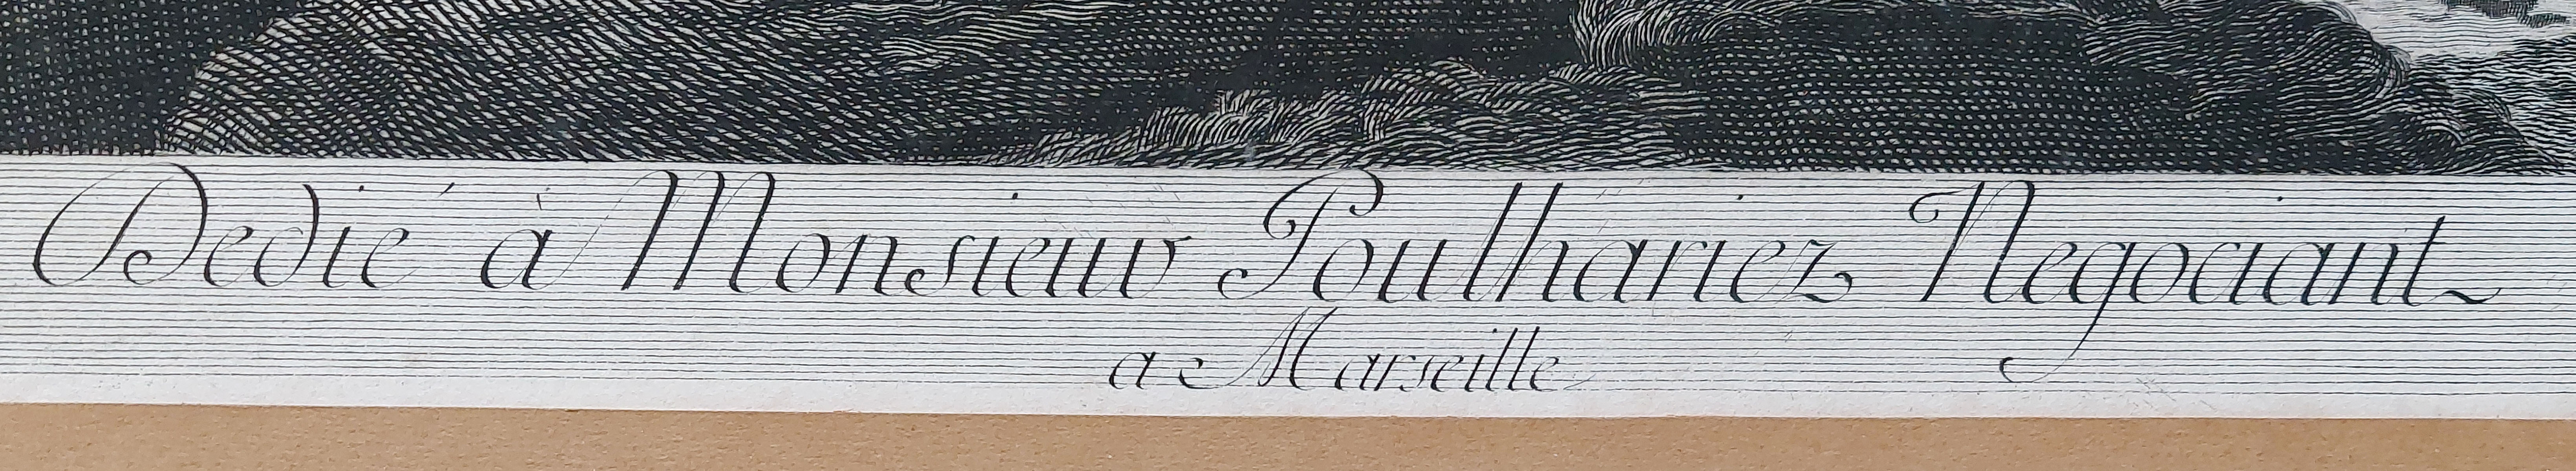 Dedié à Monsieur Poulhariez Negociant
a Marseille